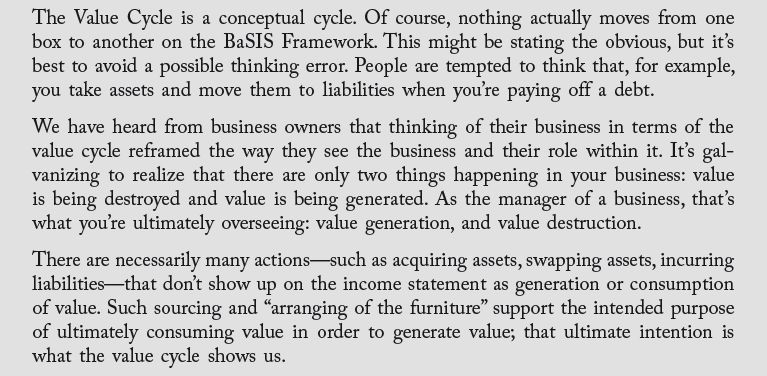 The Value Cycle is a conceptual cycle. Of course, nothing actually moves from one
box to another on the BaSIS Framework. This might be stating the obvious, but it’s
best to avoid a possible thinking error. People are tempted to think that, for example,
you take assets and move them to liabilities when you’re paying off a debt.
We have heard from business owners that thinking of their business in terms of the
value cycle reframed the way they see the business and their role within it. It’s gal-
vanizing to realize that there are only two things happening in your business: value
is being destroyed and value is being generated. As the manager of a business, that’s
what you’re ultimately overseeing: value generation, and value destruction.
There are necessarily many actions—such as acquiring assets, swapping assets, incurring
liabilities—that don’t show up on the income statement as generation or consumption
of value. Such sourcing and “arranging of the furniture” support the intended purpose
of ultimately consuming value in order to generate value; that ultimate intention is
what the value cycle shows us.